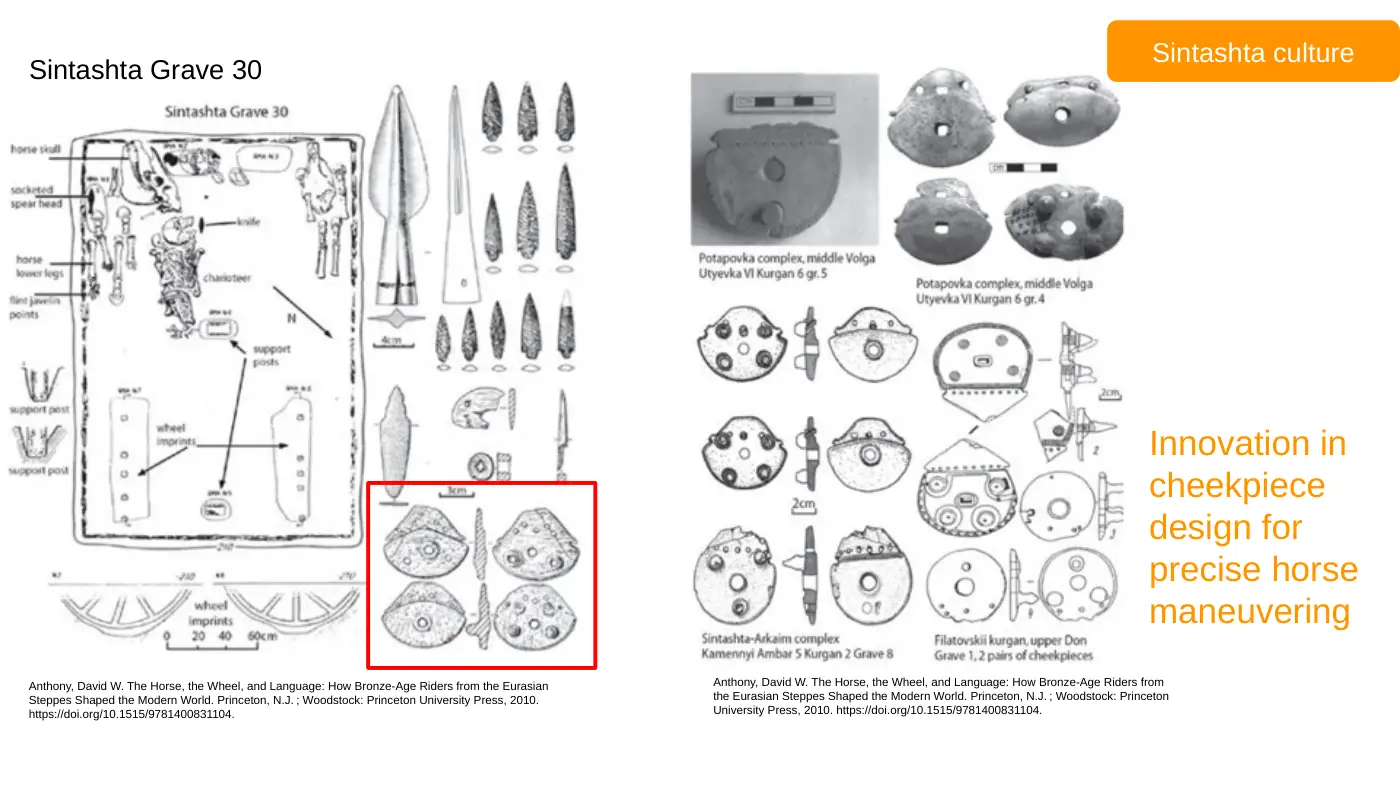 Sintashta culture
Sintashta Grave 30
Sintashta Grave 30
horse skull
socketed
spear head
knife
horse
lower legs
charioteer
flint javelin
points
N
support
posts
4cm
support post
support post
wheel
imprints
3cm
210
-210
-210
wheel
imprints
0 20 40 60cm
Anthony, David W. The Horse, the Wheel, and Language: How Bronze-Age Riders from the Eurasian
Steppes Shaped the Modern World. Princeton, N.J. ; Woodstock: Princeton University Press, 2010.
https://doi.org/10.1515/9781400831104.
cm
Potapovka complex, middle Volga
Utyevka VI Kurgan 6 gr. 5
Potapovka complex, middle Volga
Utyevka VI Kurgan 6 gr. 4
2cm
2cm
2
3
Sintashta-Arkaim complex
Kamennyi Ambar 5 Kurgan 2 Grave 8
Filatovskii kurgan, upper Don
Grave 1, 2 pairs of cheekpieces
Anthony, David W. The Horse, the Wheel, and Language: How Bronze-Age Riders from
the Eurasian Steppes Shaped the Modern World. Princeton, N.J. ; Woodstock: Princeton
University Press, 2010. https://doi.org/10.1515/9781400831104.
Innovation in
cheekpiece
design for
precise horse
maneuvering